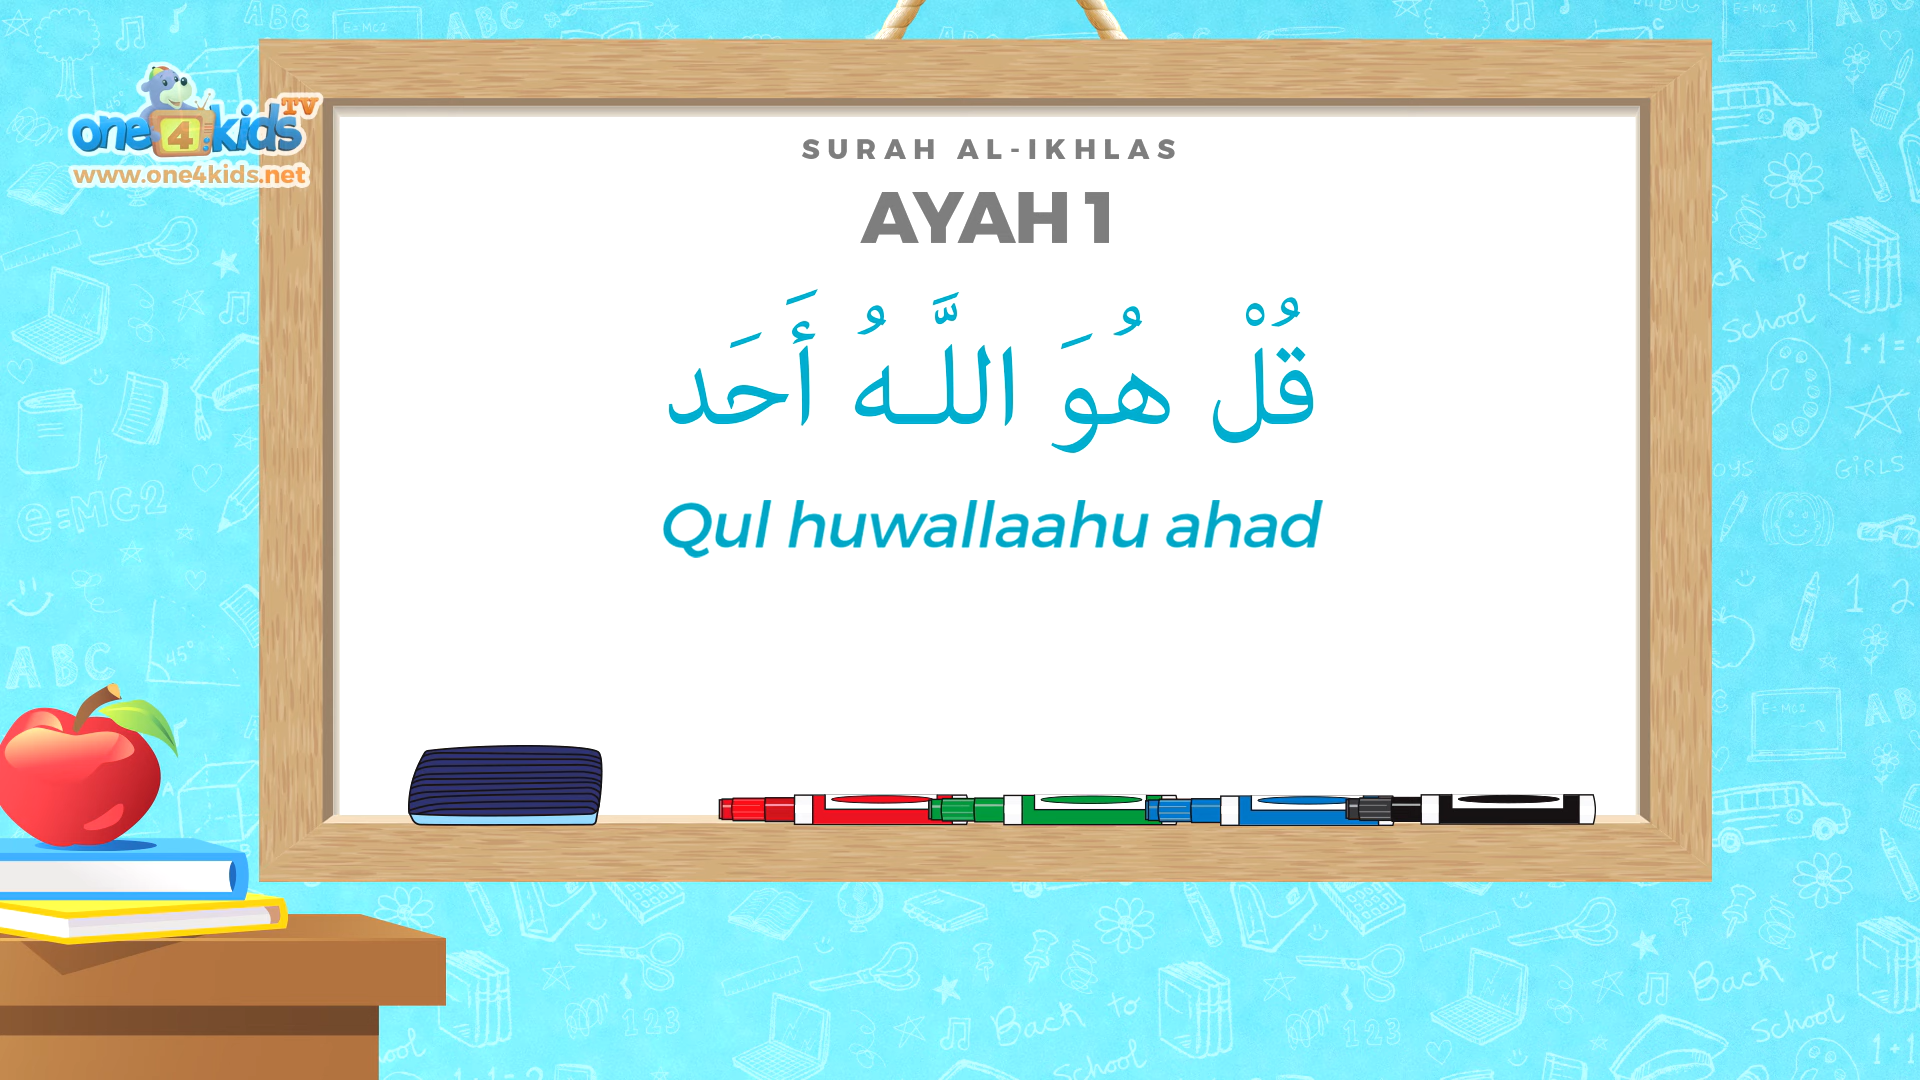 one4kids TV
www.one4kids.net
SURAH AL-IKHLAS
AYAH 1
قُلْ هُوَ اللَّـهُ أَحَد
Qul huwallaahu ahad